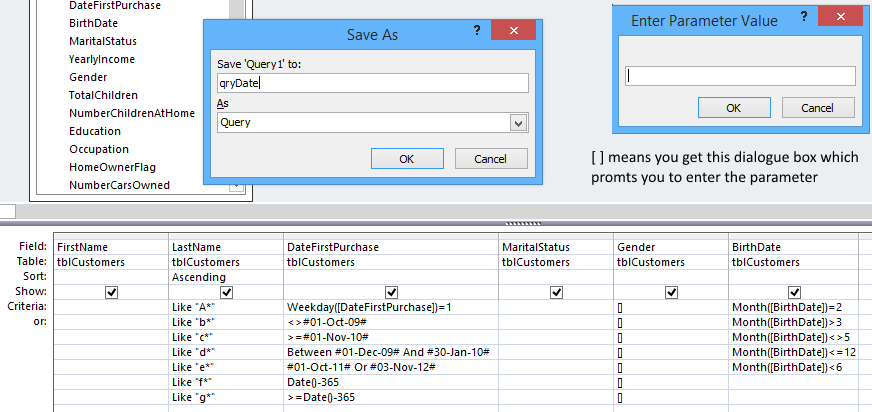 DateFirstPurchase
BirthDate
MaritalStatus
YearlyIncome
Gender
TotalChildren
NumberChildrenAtHome
Education
Occupation
HomeOwnerFlag
NumberCarsOwned
Save As ?
Save 'Query1' to:
qryDate
As
Query
OK Cancel
Enter Parameter Value ?
OK Cancel
[ ] means you get this dialogue box which
promts you to enter the parameter
Field: FirstName LastName DateFirstPurchase MaritalStatus Gender BirthDate
Table: tblCustomers tblCustomers tblCustomers tblCustomers tblCustomers tblCustomers
Sort: Ascending
Show:
Criteria: Like "A*" Weekday([DateFirstPurchase])=1 [] Month([BirthDate])=2
or: Like "b*" <>#01-Oct-09# [] Month([BirthDate])>3
Like "c*" >=#01-Nov-10# [] Month([BirthDate])<>5
Like "d*" Between #01-Dec-09# And #30-Jan-10# [] Month([BirthDate])<=12
Like "e*" #01-Oct-11# Or #03-Nov-12# [] Month([BirthDate])<6
Like "f*" Date()-365 []
Like "g*" >=Date()-365 []